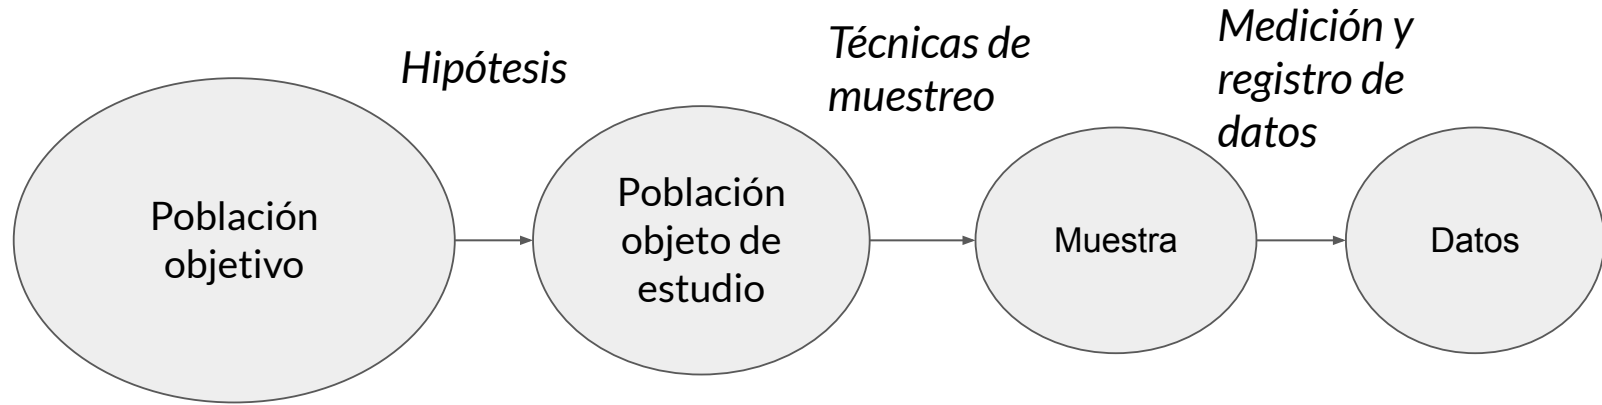 Hipótesis
Técnicas de
muestreo
Medición y
registro de
datos
Población
objetivo
Población
objeto de
estudio
Muestra
Datos